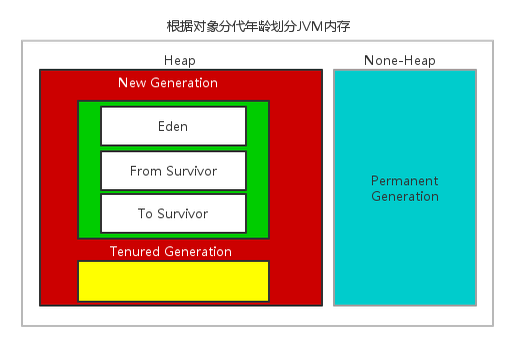 根据对象分代年龄划分JVM内存
Heap
None-Heap
New Generation
Eden
From Survivor
To Survivor
Tenured Generation
Permanent
Generation